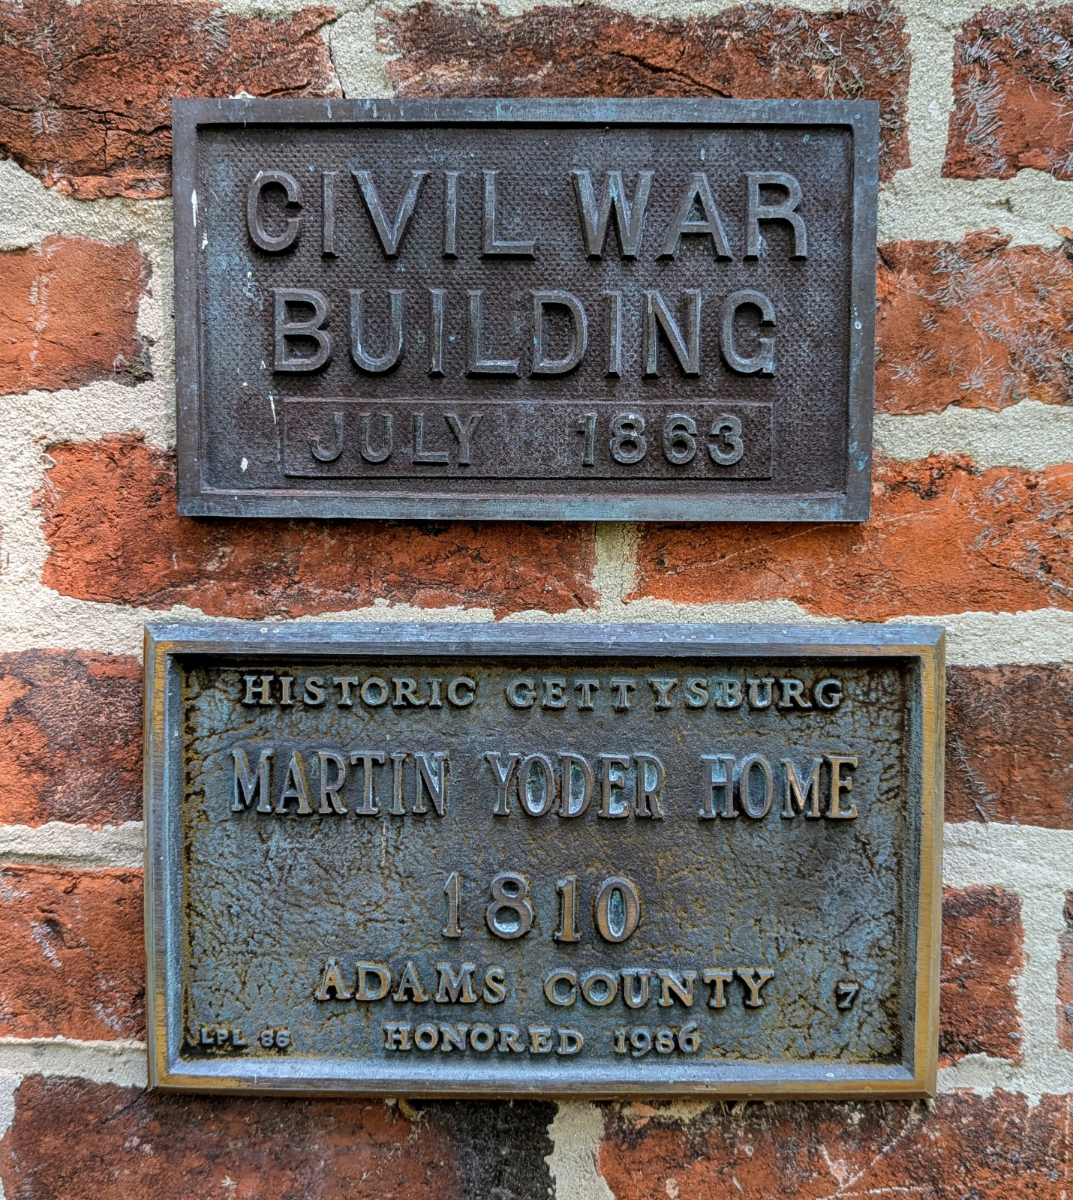 CIVIL WAR
BUILDING
JULY 1863
HISTORIC GETTYSBURG
MARTIN YODER HOME
1810
ADAMS COUNTY 7
LPL 86 HONORED 1986